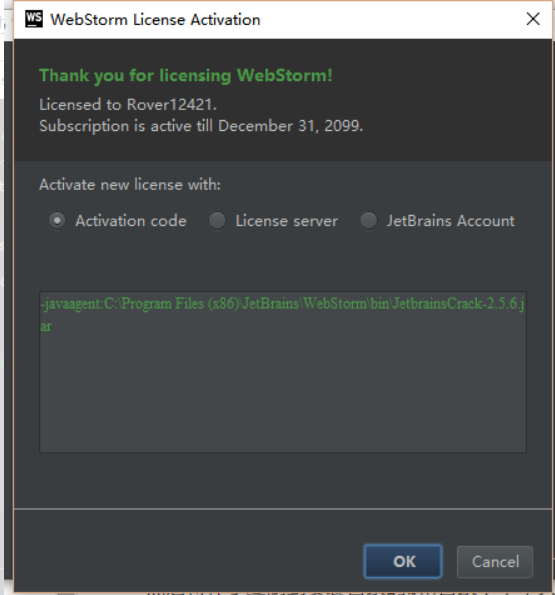 WS WebStorm License Activation
Thank you for licensing WebStorm!
Licensed to Rover12421.
Subscription is active till December 31, 2099.
Activate new license with:
Activation code License server JetBrains Account
-javaagent:C:\Program Files (x86)\JetBrains\WebStorm\bin\JetbrainsCrack-2.5.6.j
ar
OK Cancel